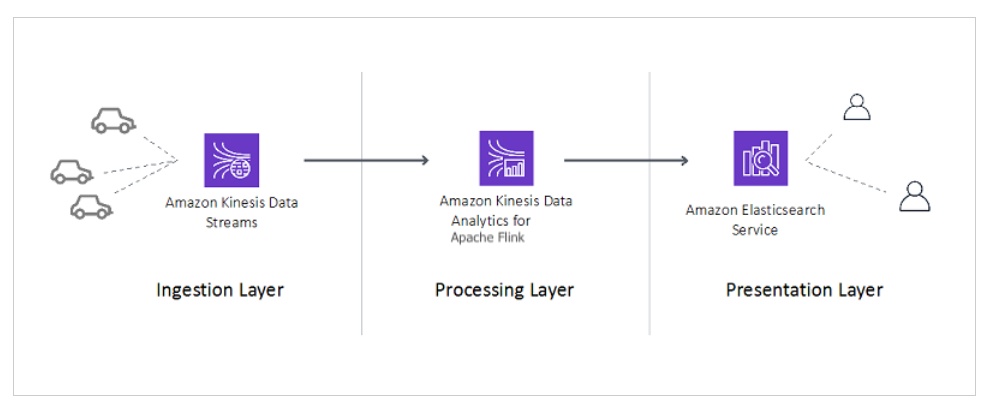 Amazon Kinesis Data
Streams
Amazon Kinesis Data
Analytics for
Apache Flink
Amazon Elasticsearch
Service
Ingestion Layer
Processing Layer
Presentation Layer